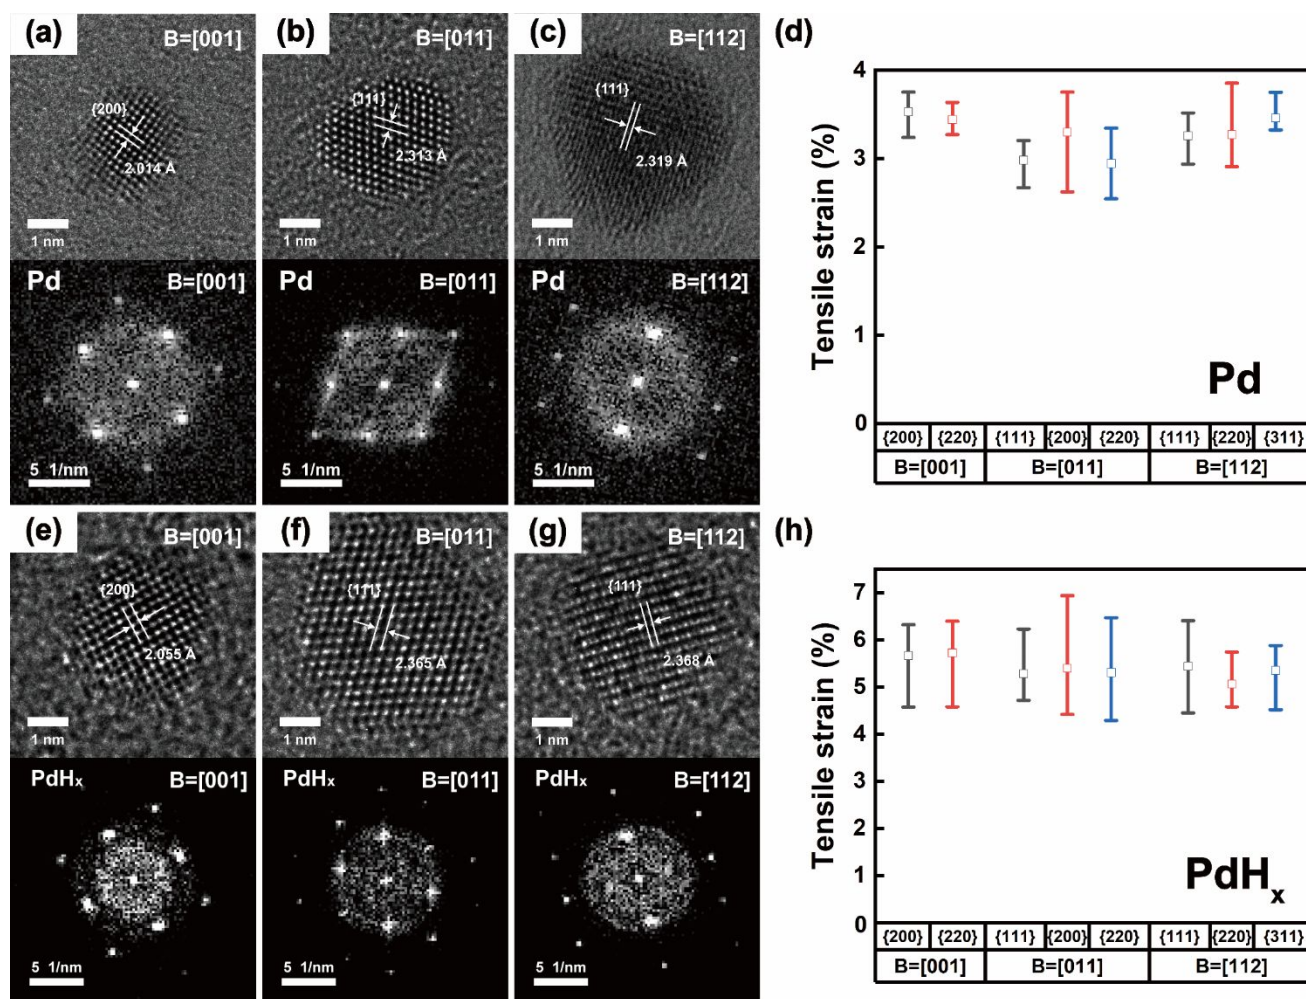 (a)
B=[001]
{200}
2.014 Å
1 nm
(b)
B=[011]
{111}
2.313 Å
1 nm
(c)
B=[112]
{111}
2.319 Å
1 nm
Pd
B=[001]
5 1/nm
Pd
B=[011]
5 1/nm
Pd
B=[112]
5 1/nm
(d)
Tensile strain (%)
4
3
2
1
0
Pd
{200} {220} {111} {200} {220} {111} {220} {311}
B=[001] B=[011] B=[112]
(e)
B=[001]
{200}
2.055 Å
1 nm
(f)
B=[011]
{111}
2.365 Å
1 nm
(g)
B=[112]
{111}
2.368 Å
1 nm
PdHx
B=[001]
5 1/nm
PdHx
B=[011]
5 1/nm
PdHx
B=[112]
5 1/nm
(h)
Tensile strain (%)
7
6
5
4
3
2
1
0
PdHx
{200} {220} {111} {200} {220} {111} {220} {311}
B=[001] B=[011] B=[112]